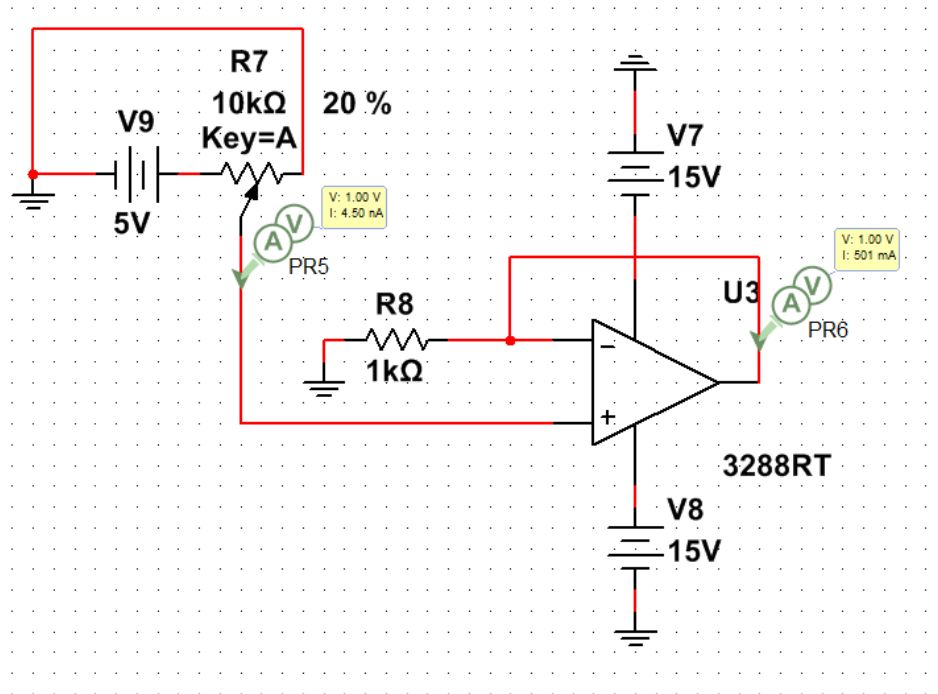 R7
10kΩ
20 %
Key=A
V9
5V
V: 1.00 V
I: 4.50 nA
A
V
PR5
V7
15V
R8
1kΩ
U3
V: 1.00 V
I: 501 mA
A
V
PR6
−
+
3288RT
V8
15V